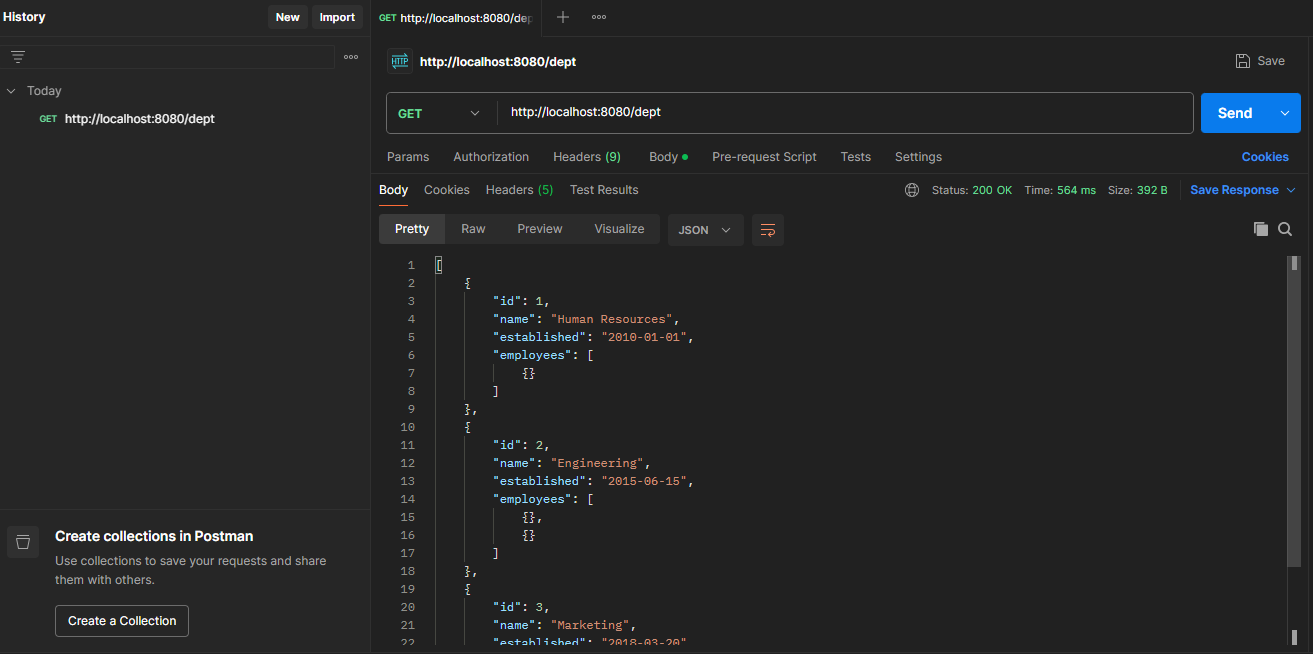 History
New
Import
Today
GET http://localhost:8080/dept
Create collections in Postman
Use collections to save your requests and share
them with others.
Create a Collection
GET http://localhost:8080/dep
HTTP http://localhost:8080/dept
Save
GET http://localhost:8080/dept
Send
Params Authorization Headers (9) Body Pre-request Script Tests Settings Cookies
Body Cookies Headers (5) Test Results Status: 200 OK Time: 564 ms Size: 392 B Save Response
Pretty Raw Preview Visualize JSON
1 [
2 {
3 "id": 1,
4 "name": "Human Resources",
5 "established": "2010-01-01",
6 "employees": [
7 {}
8 ]
9 },
10 {
11 "id": 2,
12 "name": "Engineering",
13 "established": "2015-06-15",
14 "employees": [
15 {},
16 {}
17 ]
18 },
19 {
20 "id": 3,
21 "name": "Marketing",
22 "established": "2018-03-20"